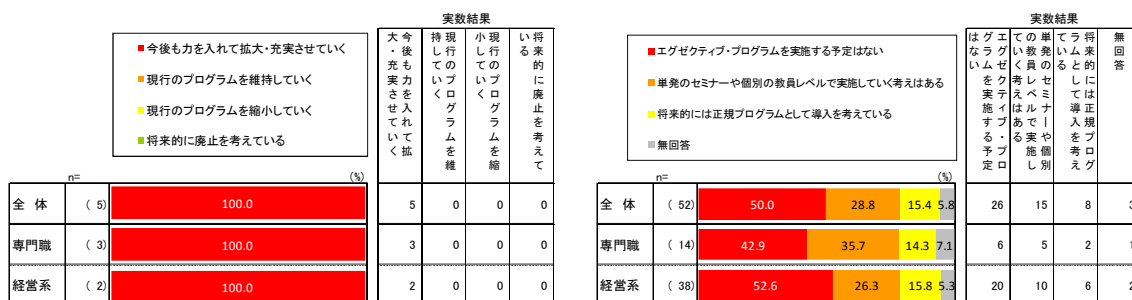 実数結果
今後も力を入れて拡大・充実させていく
現行のプログラムを維持していく
現行のプログラムを縮小していく
将来的に廃止を考えている
今後も力を入れて拡
大・充実させていく
現行のプログラムを維
持していく
現行のプログラムを縮
小していく
将来的に廃止を考えて
いる
n= (%)
全 体 ( 5) 100.0 5 0 0 0
専門職 ( 3) 100.0 3 0 0 0
経営系 ( 2) 100.0 2 0 0 0
実数結果
エグゼクティブ・プログラムを実施する予定はない
単発のセミナーや個別の教員レベルで実施していく考えはある
将来的には正規プログラムとして導入を考えている
無回答
エグゼクティブ・プロ
グラムを実施する予定
はない
単発のセミナーや個別
の教員レベルで実施し
ていく考えはある
将来的には正規プログ
ラムとして導入を考え
ている
無回答
n= (%)
全 体 ( 52) 50.0 28.8 15.4 5.8 26 15 8 3
専門職 ( 14) 42.9 35.7 14.3 7.1 6 5 2 1
経営系 ( 38) 52.6 26.3 15.8 5.3 20 10 6 2